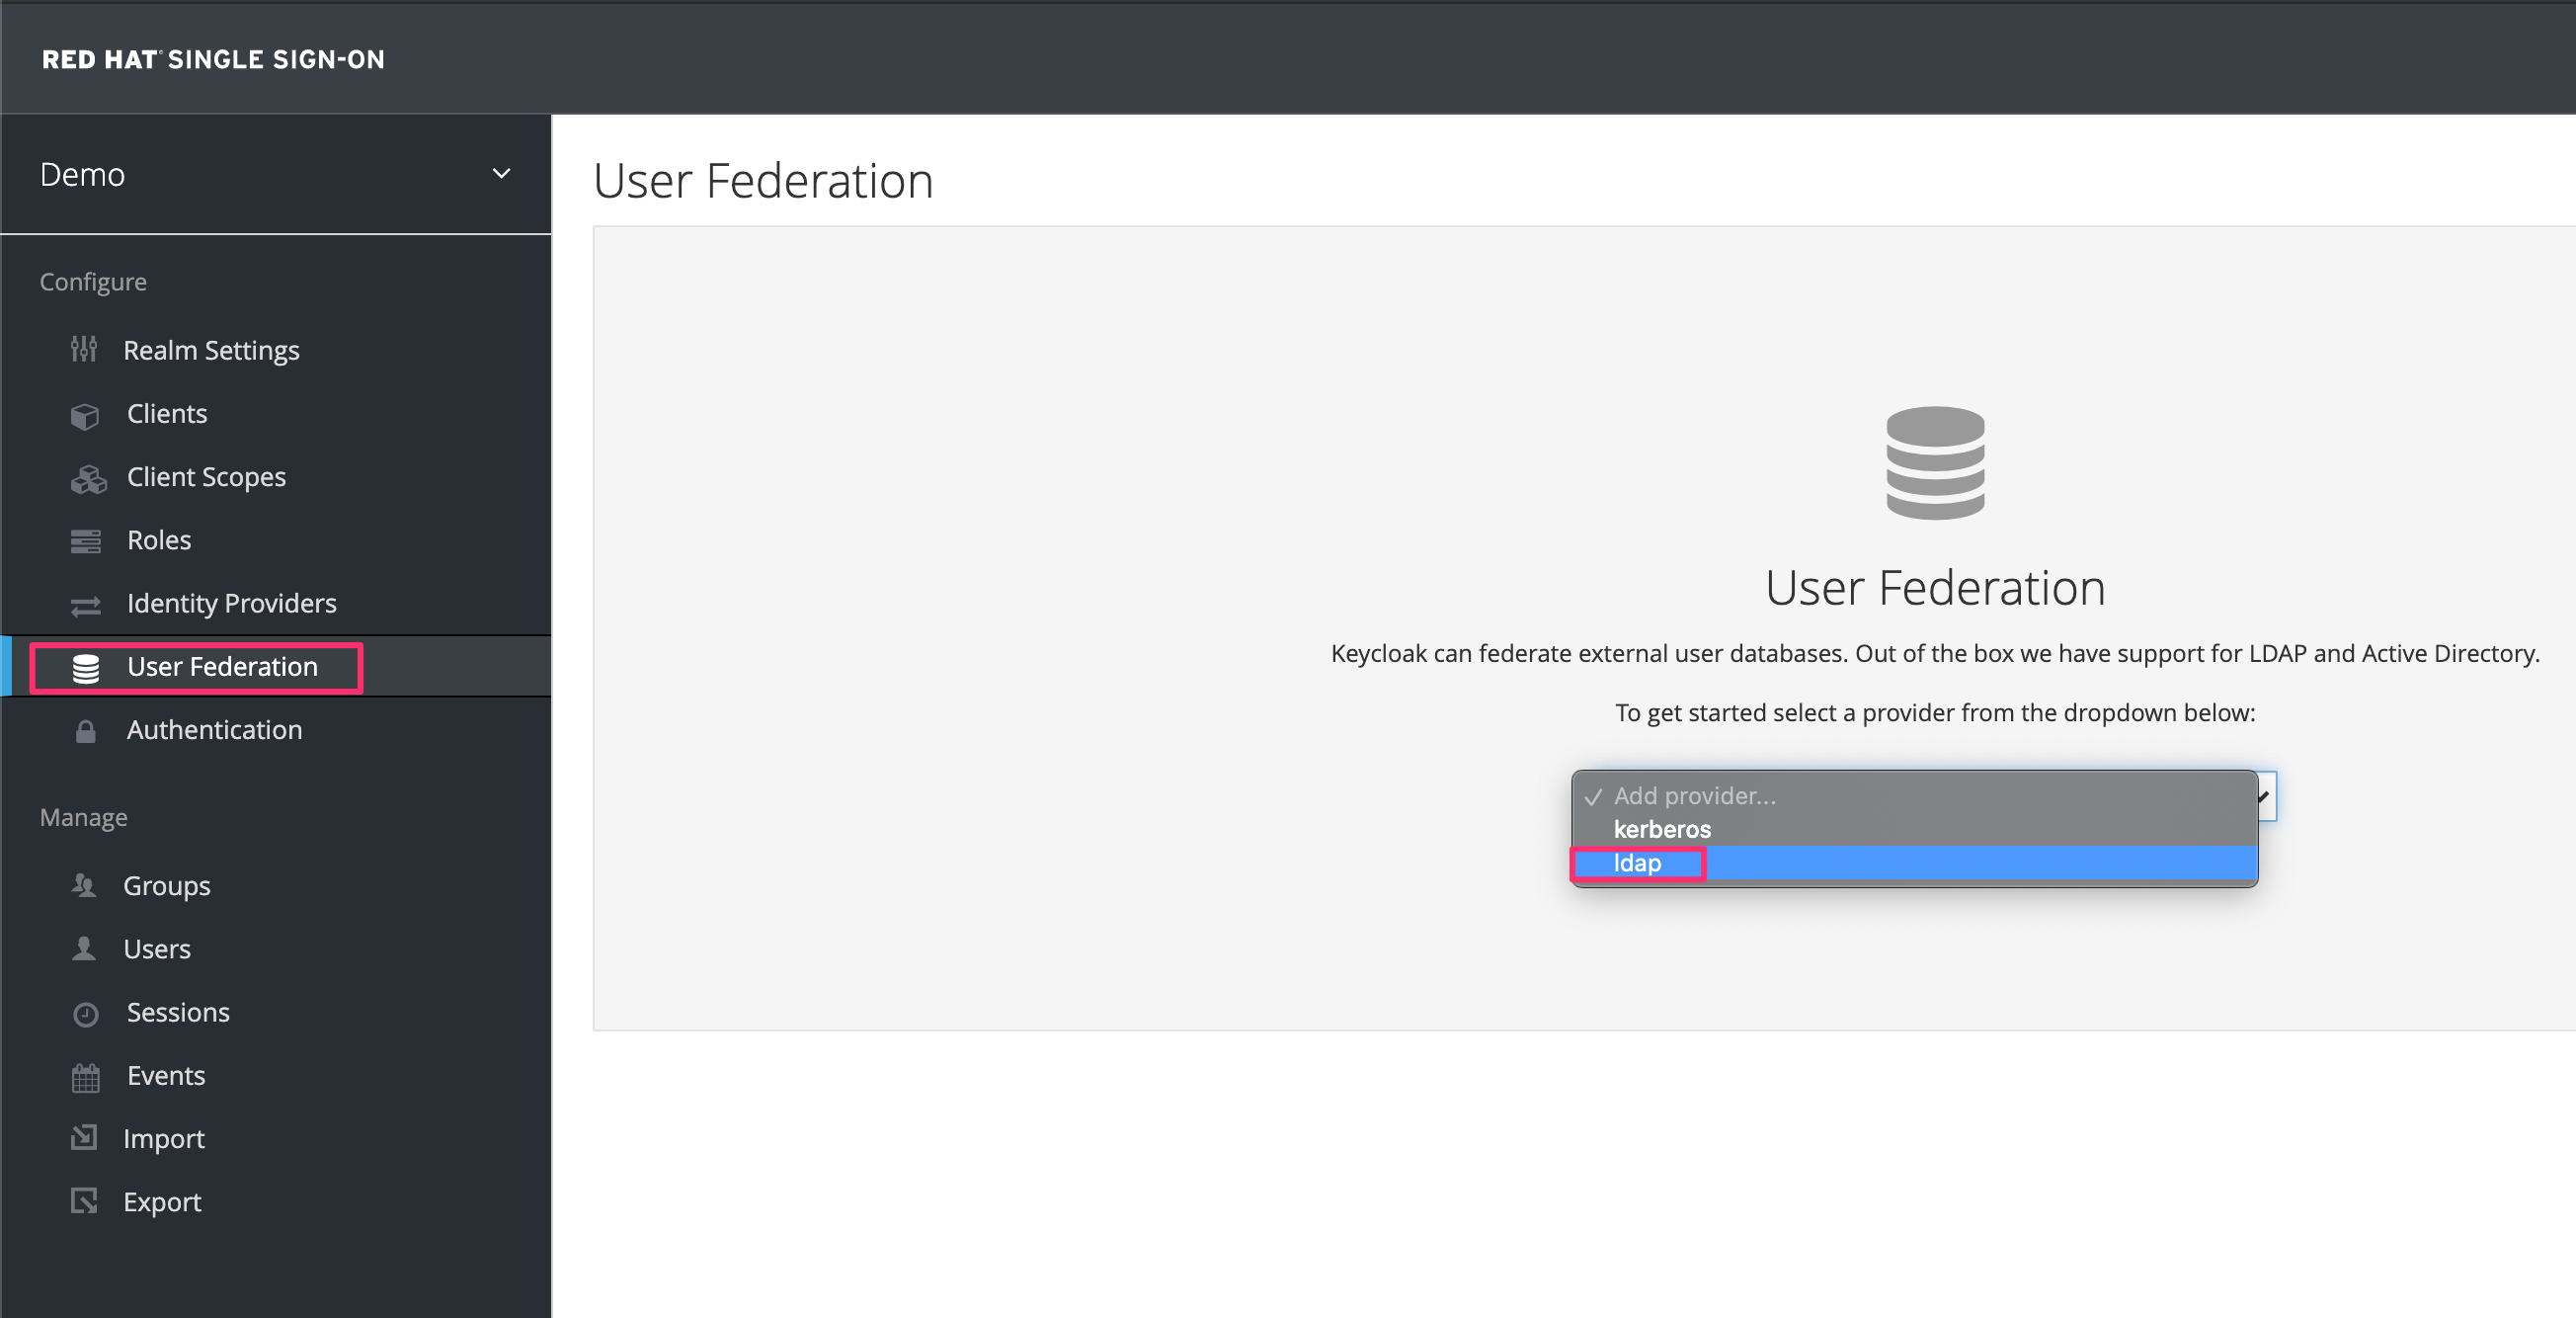 RED HAT® SINGLE SIGN-ON
Demo
Configure
Realm Settings
Clients
Client Scopes
Roles
Identity Providers
User Federation
Authentication
Manage
Groups
Users
Sessions
Events
Import
Export
User Federation
User Federation
Keycloak can federate external user databases. Out of the box we have support for LDAP and Active Directory.
To get started select a provider from the dropdown below:
Add provider...
kerberos
ldap